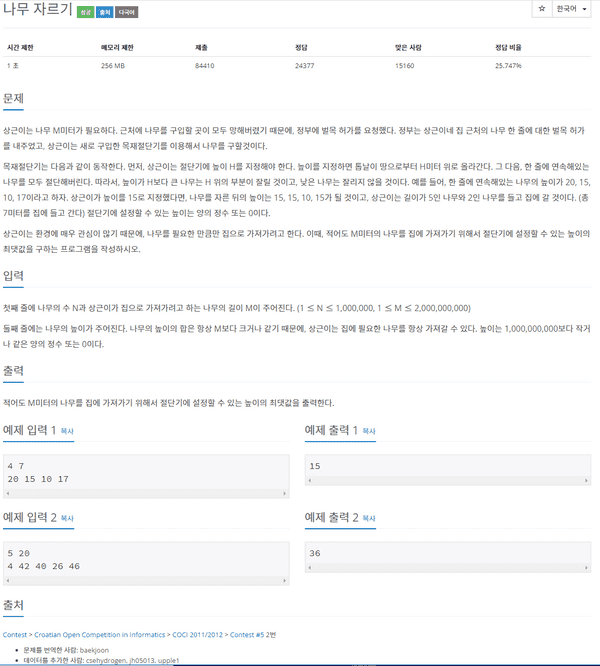 나무 자르기 성공 출처 다국어
☆ 한국어
시간 제한 메모리 제한 제출 정답 맞은 사람 정답 비율
1 초 256 MB 84410 24377 15160 25.747%
문제
상근이는 나무 M미터가 필요하다. 근처에 나무를 구입할 곳이 모두 망해버렸기 때문에, 정부에 벌목 허가를 요청했다. 정부는 상근이네 집 근처의 나무 한 줄에 대한 벌목 허가
를 내주었고, 상근이는 새로 구입한 목재절단기를 이용해서 나무를 구할것이다.
목재절단기는 다음과 같이 동작한다. 먼저, 상근이는 절단기에 높이 H를 지정해야 한다. 높이를 지정하면 톱날이 땅으로부터 H미터 위로 올라간다. 그 다음, 한 줄에 연속해있는
나무를 모두 절단해버린다. 따라서, 높이가 H보다 큰 나무는 H 위의 부분이 잘릴 것이고, 낮은 나무는 잘리지 않을 것이다. 예를 들어, 한 줄에 연속해있는 나무의 높이가 20, 15,
10, 17이라고 하자. 상근이가 높이를 15로 지정했다면, 나무를 자른 뒤의 높이는 15, 15, 10, 15가 될 것이고, 상근이는 길이가 5인 나무와 2인 나무를 들고 집에 갈 것이다. (총
7미터를 집에 들고 간다) 절단기에 설정할 수 있는 높이는 양의 정수 또는 0이다.
상근이는 환경에 매우 관심이 많기 때문에, 나무를 필요한 만큼만 집으로 가져가려고 한다. 이때, 적어도 M미터의 나무를 집에 가져가기 위해서 절단기에 설정할 수 있는 높이의
최댓값을 구하는 프로그램을 작성하시오.
입력
첫째 줄에 나무의 수 N과 상근이가 집으로 가져가려고 하는 나무의 길이 M이 주어진다. (1 ≤ N ≤ 1,000,000, 1 ≤ M ≤ 2,000,000,000)
둘째 줄에는 나무의 높이가 주어진다. 나무의 높이의 합은 항상 M보다 크거나 같기 때문에, 상근이는 집에 필요한 나무를 항상 가져갈 수 있다. 높이는 1,000,000,000보다 작거
나 같은 양의 정수 또는 0이다.
출력
적어도 M미터의 나무를 집에 가져가기 위해서 절단기에 설정할 수 있는 높이의 최댓값을 출력한다.
예제 입력 1 복사
4 7
20 15 10 17
예제 출력 1 복사
15
예제 입력 2 복사
5 20
4 42 40 26 46
예제 출력 2 복사
36
출처
Contest > Croatian Open Competition in Informatics > COCI 2011/2012 > Contest #5 2번
문제를 번역한 사람: baekjoon
데이터를 추가한 사람: csehydrogen, jh05013, upple1